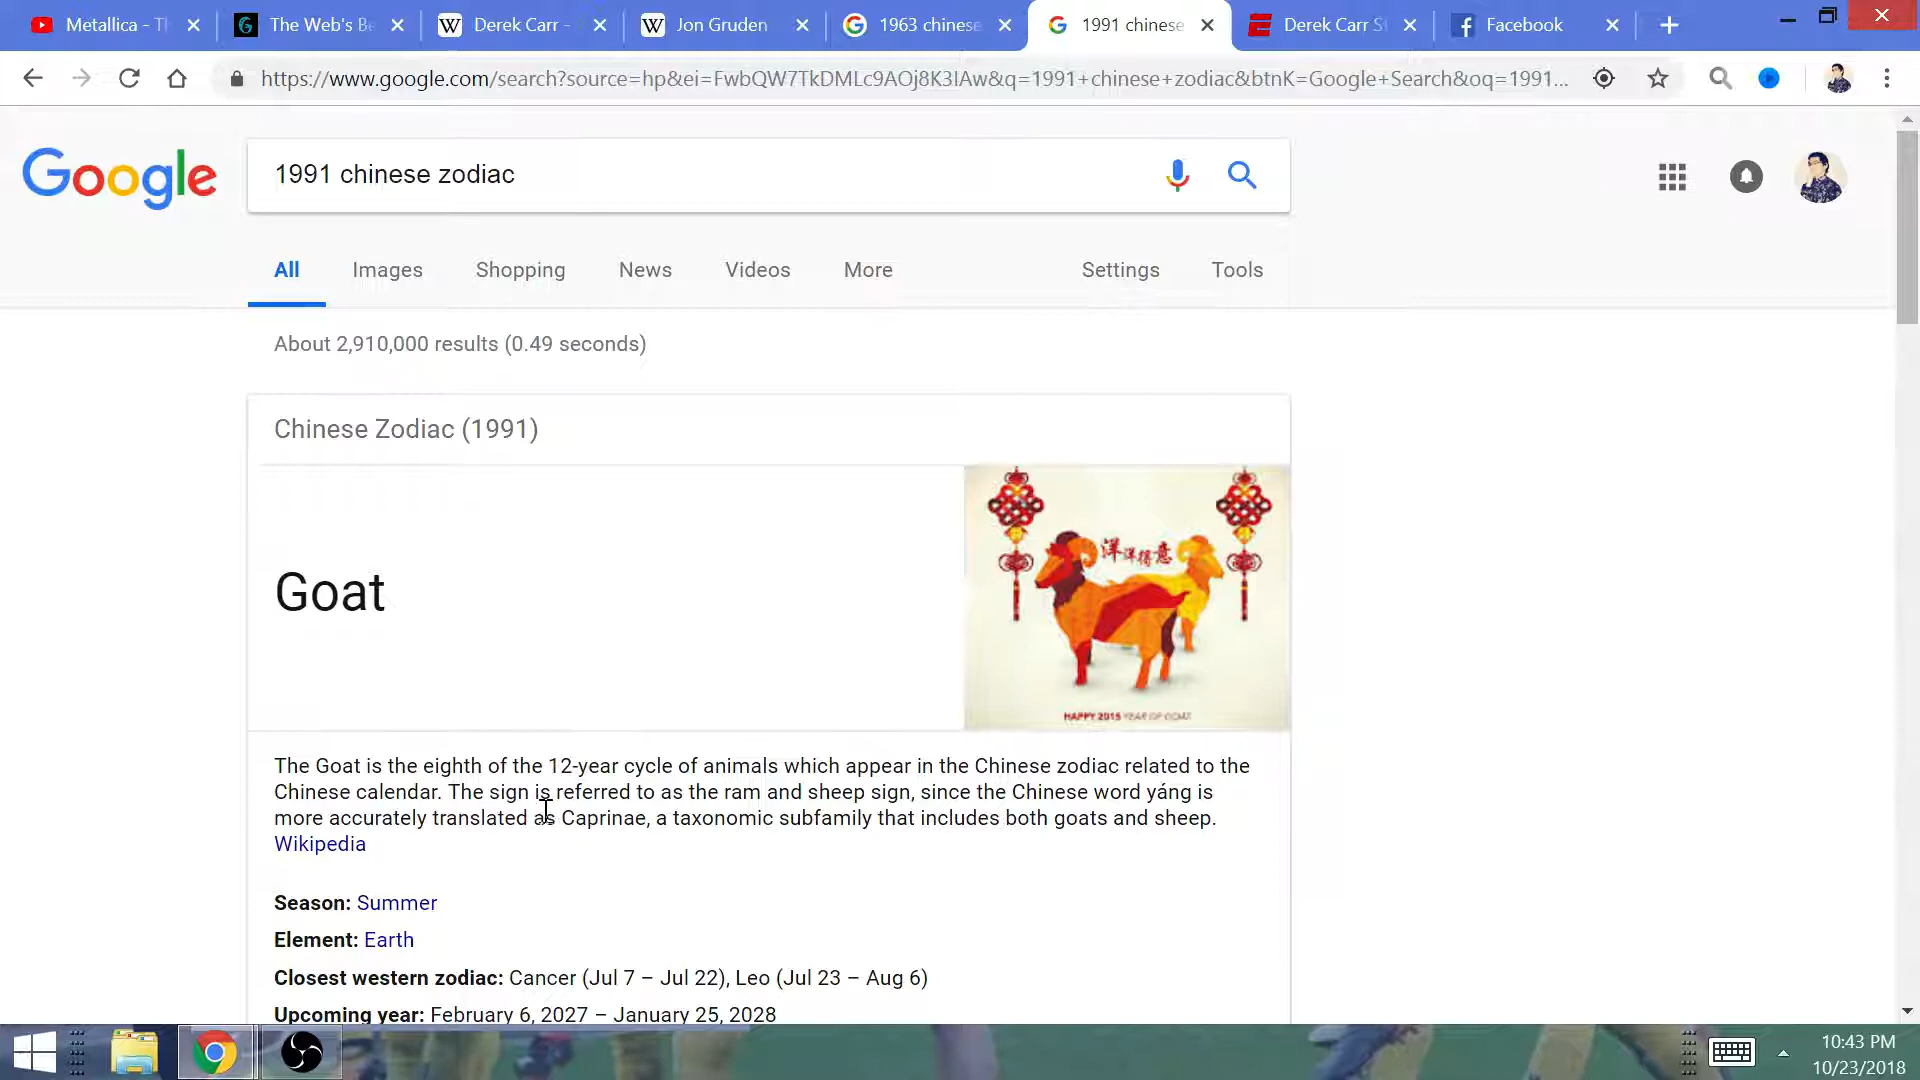 Metallica - Tl
The Web's Be
Derek Carr -
Jon Gruden
1963 chinese
1991 chinese
Derek Carr S
Facebook
https://www.google.com/search?source=hp&ei=FwbQW7TkDMLc9AOj8K3IAw&q=1991+chinese+zodiac&btnK=Google+Search&oq=1991...
Google
1991 chinese zodiac
All
Images
Shopping
News
Videos
More
Settings
Tools
About 2,910,000 results (0.49 seconds)
Chinese Zodiac (1991)
Goat
洋洋得意
HAPPY 2015 YEAR OF GOAT
The Goat is the eighth of the 12-year cycle of animals which appear in the Chinese zodiac related to the
Chinese calendar. The sign is referred to as the ram and sheep sign, since the Chinese word yáng is
more accurately translated as Caprinae, a taxonomic subfamily that includes both goats and sheep.
Wikipedia
Season: Summer
Element: Earth
Closest western zodiac: Cancer (Jul 7 – Jul 22), Leo (Jul 23 – Aug 6)
Upcoming year: February 6, 2027 – January 25, 2028
10:43 PM
10/23/2018